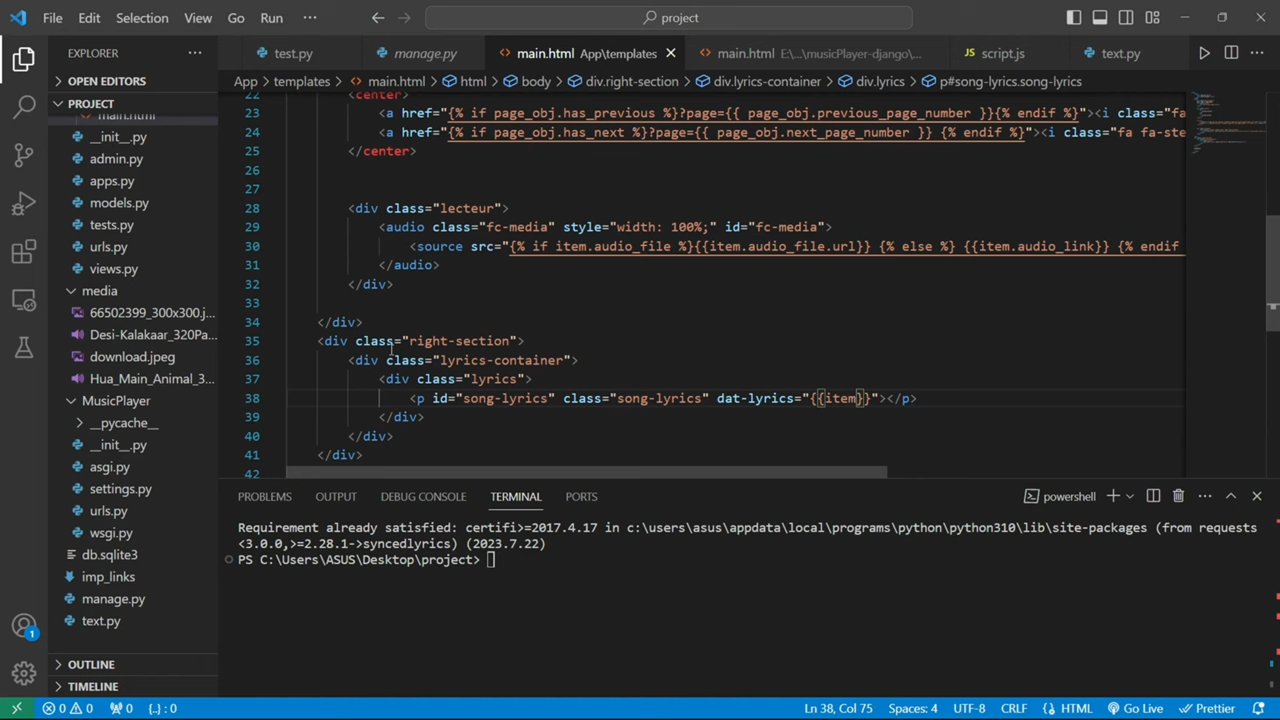 File Edit Selection View Go Run ··· project
EXPLORER ···
test.py manage.py main.html App\templates main.html E:\...\musicPlayer-django\... script.js text.py ···
OPEN EDITORS
App > templates > main.html > html > body > div.right-section > div.lyrics-container > div.lyrics > p#song-lyrics.song-lyrics
PROJECT
main.html
__init__.py
admin.py
apps.py
models.py
tests.py
urls.py
views.py
media
66502399_300x300.j...
Desi-Kalakaar_320Pa...
download.jpeg
Hua_Main_Animal_3...
MusicPlayer
__pycache__
__init__.py
asgi.py
settings.py
urls.py
wsgi.py
db.sqlite3
imp_links
manage.py
text.py
OUTLINE
TIMELINE
22 <center>
23 <a href="{% if page_obj.has_previous %}?page={{ page_obj.previous_page_number }}{% endif %}"><i class="fa
24 <a href="{% if page_obj.has_next %}?page={{ page_obj.next_page_number }} {% endif %}"><i class="fa fa-ste
25 </center>
26
27
28 <div class="lecteur">
29 <audio class="fc-media" style="width: 100%;" id="fc-media">
30 <source src="{% if item.audio_file %}{{item.audio_file.url}} {% else %} {{item.audio_link}} {% endif
31 </audio>
32 </div>
33
34 </div>
35 <div class="right-section">
36 <div class="lyrics-container">
37 <div class="lyrics">
38 <p id="song-lyrics" class="song-lyrics" dat-lyrics="{{item}}"></p>
39 </div>
40 </div>
41 </div>
42
PROBLEMS OUTPUT DEBUG CONSOLE TERMINAL PORTS powershell ···
Requirement already satisfied: certifi>=2017.4.17 in c:\users\asus\appdata\local\programs\python\python310\lib\site-packages (from requests
<3.0.0,>=2.28.1->syncedlyrics) (2023.7.22)
PS C:\Users\ASUS\Desktop\project>
1
0 0 0 {..} : 0 Ln 38, Col 75 Spaces: 4 UTF-8 CRLF HTML Go Live Prettier